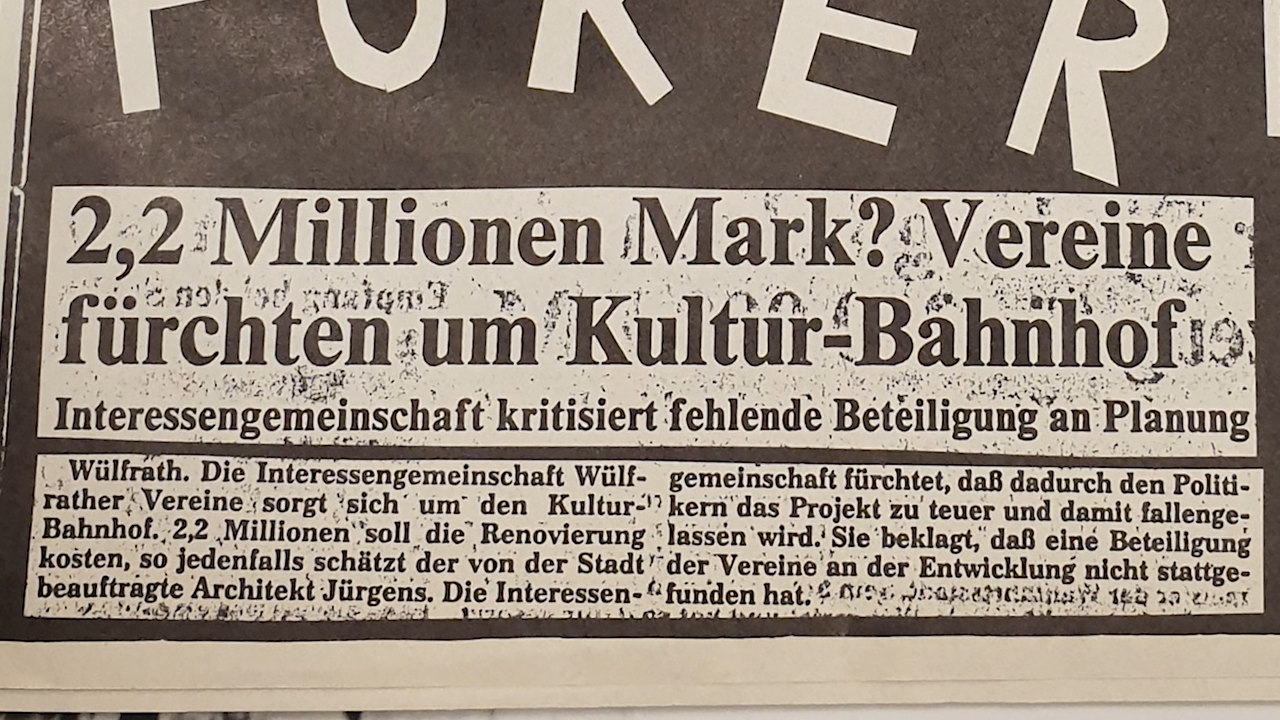 2,2 Millionen Mark? Vereine
fürchten um Kultur-Bahnhof
Interessengemeinschaft kritisiert fehlende Beteiligung an Planung
Wülfrath. Die Interessengemeinschaft Wülf-
rather Vereine sorgt sich um den Kultur-
Bahnhof. 2,2 Millionen soll die Renovierung
kosten, so jedenfalls schätzt der von der Stadt
beauftragte Architekt Jürgens. Die Interessen-
gemeinschaft fürchtet, daß dadurch den Politi-
kern das Projekt zu teuer und damit fallenge-
lassen wird. Sie beklagt, daß eine Beteiligung
der Vereine an der Entwicklung nicht stattge-
funden hat.